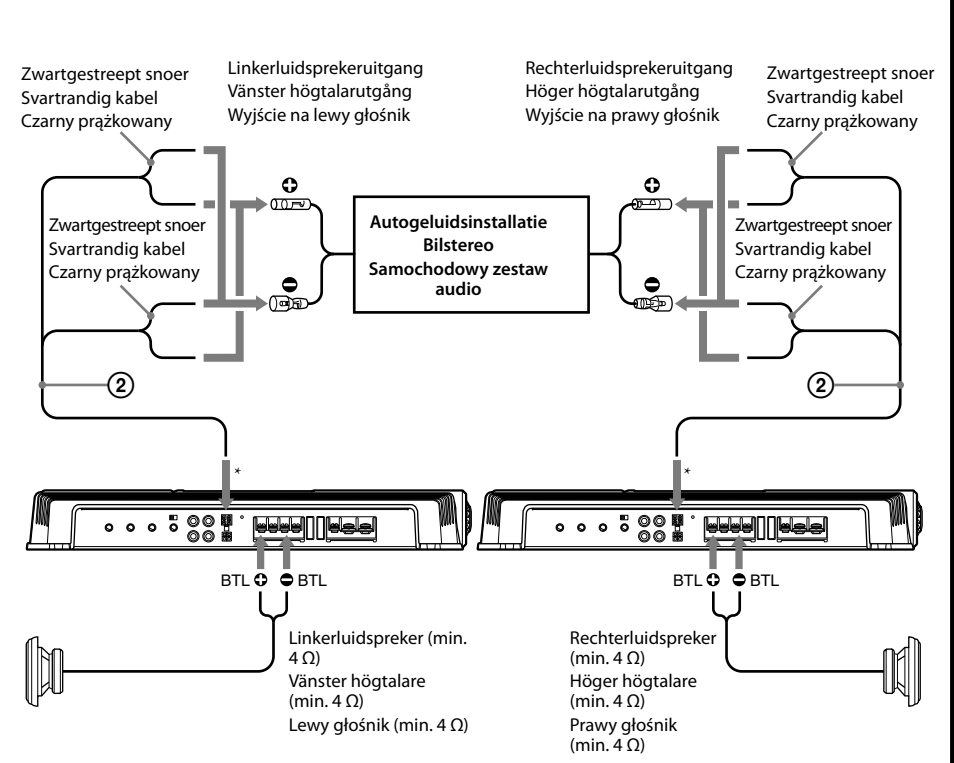 Zwartgestreept snoer
Svartrandig kabel
Czarny prążkowany
Linkerluidsprekeruitgang
Vänster högtalarutgång
Wyjście na lewy głośnik
Rechterluidsprekeruitgang
Höger högtalarutgång
Wyjście na prawy głośnik
Zwartgestreept snoer
Svartrandig kabel
Czarny prążkowany
Zwartgestreept snoer
Svartrandig kabel
Czarny prążkowany
Autogeluidsinstallatie
Bilstereo
Samochodowy zestaw
audio
Zwartgestreept snoer
Svartrandig kabel
Czarny prążkowany
2
2
*
*
BTL + − BTL
BTL + − BTL
Linkerluidspreker (min.
4 Ω)
Vänster högtalare
(min. 4 Ω)
Lewy głośnik (min. 4 Ω)
Rechterluidspreker
(min. 4 Ω)
Höger högtalare
(min. 4 Ω)
Prawy głośnik
(min. 4 Ω)